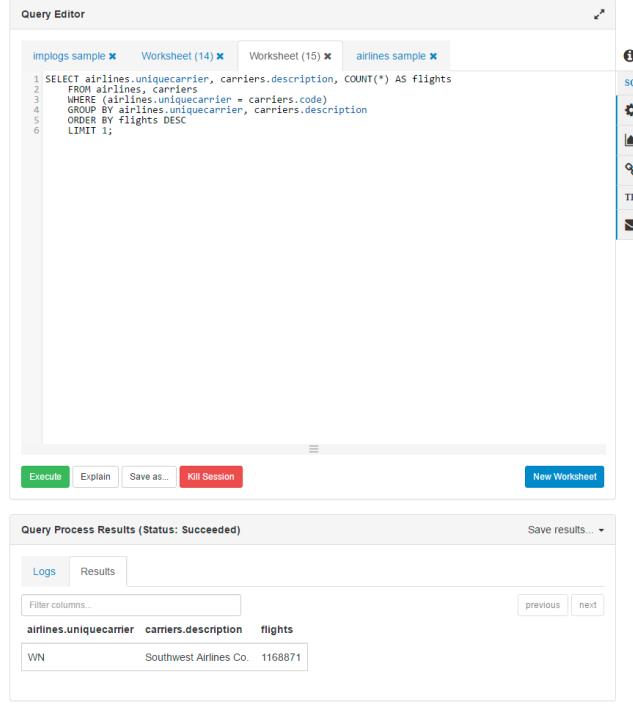 Query Editor
implogs sample ✖ Worksheet (14) ✖ Worksheet (15) ✖ airlines sample ✖
1 SELECT airlines.uniquecarrier, carriers.description, COUNT(*) AS flights
2 FROM airlines, carriers
3 WHERE (airlines.uniquecarrier = carriers.code)
4 GROUP BY airlines.uniquecarrier, carriers.description
5 ORDER BY flights DESC
6 LIMIT 1;
Execute Explain Save as... Kill Session New Worksheet
Query Process Results (Status: Succeeded) Save results...
Logs Results
Filter columns... previous next
airlines.uniquecarrier carriers.description flights
WN Southwest Airlines Co. 1168871